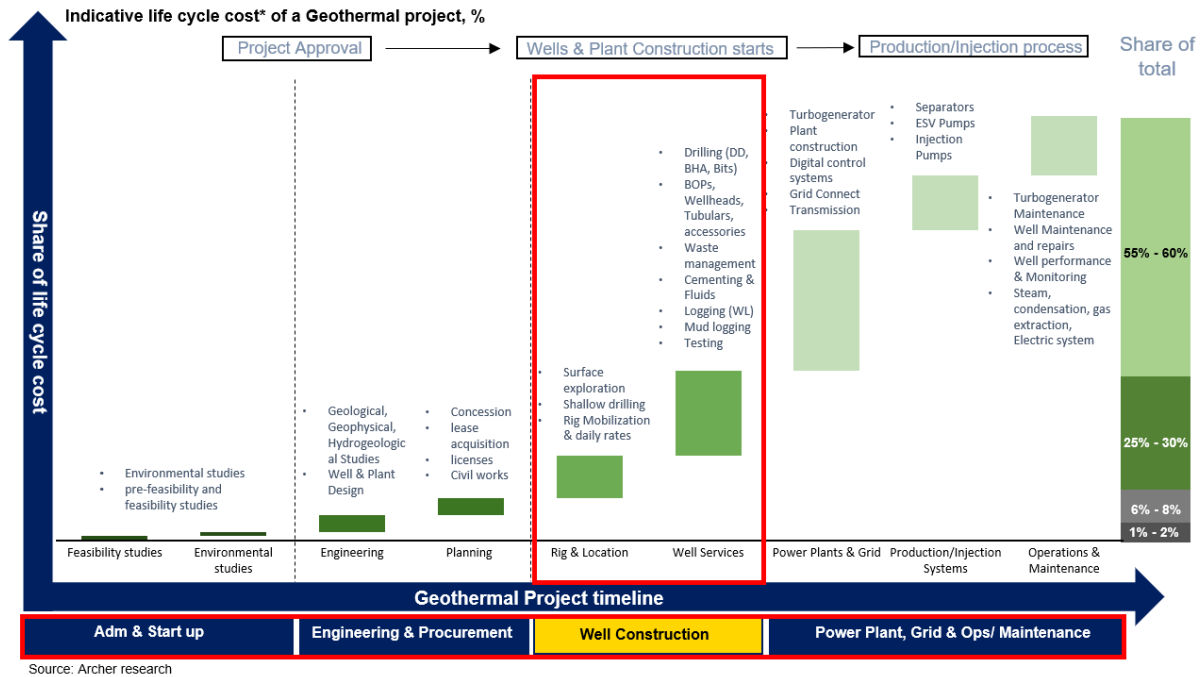 Indicative life cycle cost* of a Geothermal project, %
Project Approval
Wells & Plant Construction starts
Production/Injection process
Share of
total
Share of life cycle cost
• Environmental studies
• pre-feasibility and
feasibility studies
• Geological,
Geophysical,
Hydrogeologic
al Studies
• Well & Plant
Design
• Concession
• lease
• acquisition
• licenses
• Civil works
• Surface
exploration
• Shallow drilling
• Rig Mobilization
& daily rates
• Drilling (DD,
BHA, Bits)
• BOPs,
Wellheads,
Tubulars,
accessories
• Waste
management
• Cementing &
Fluids
• Logging (WL)
• Mud logging
• Testing
• Turbogenerator
• Plant
construction
• Digital control
systems
• Grid Connect
• Transmission
• Separators
• ESV Pumps
• Injection
Pumps
• Turbogenerator
Maintenance
• Well Maintenance
and repairs
• Well performance
& Monitoring
• Steam,
condensation, gas
extraction,
Electric system
55% - 60%
25% - 30%
6% - 8%
1% - 2%
Feasibility studies
Environmental
studies
Engineering
Planning
Rig & Location
Well Services
Power Plants & Grid
Production/Injection
Systems
Operations &
Maintenance
Geothermal Project timeline
Adm & Start up
Engineering & Procurement
Well Construction
Power Plant, Grid & Ops/ Maintenance
Source: Archer research